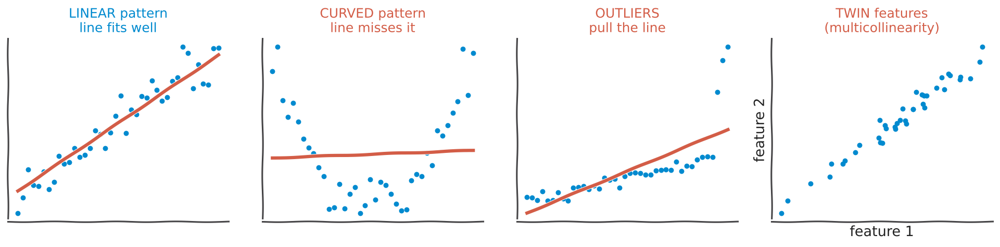 LINEAR pattern
line fits well
CURVED pattern
line misses it
OUTLIERS
pull the line
TWIN features
(multicollinearity)
feature 2
feature 1